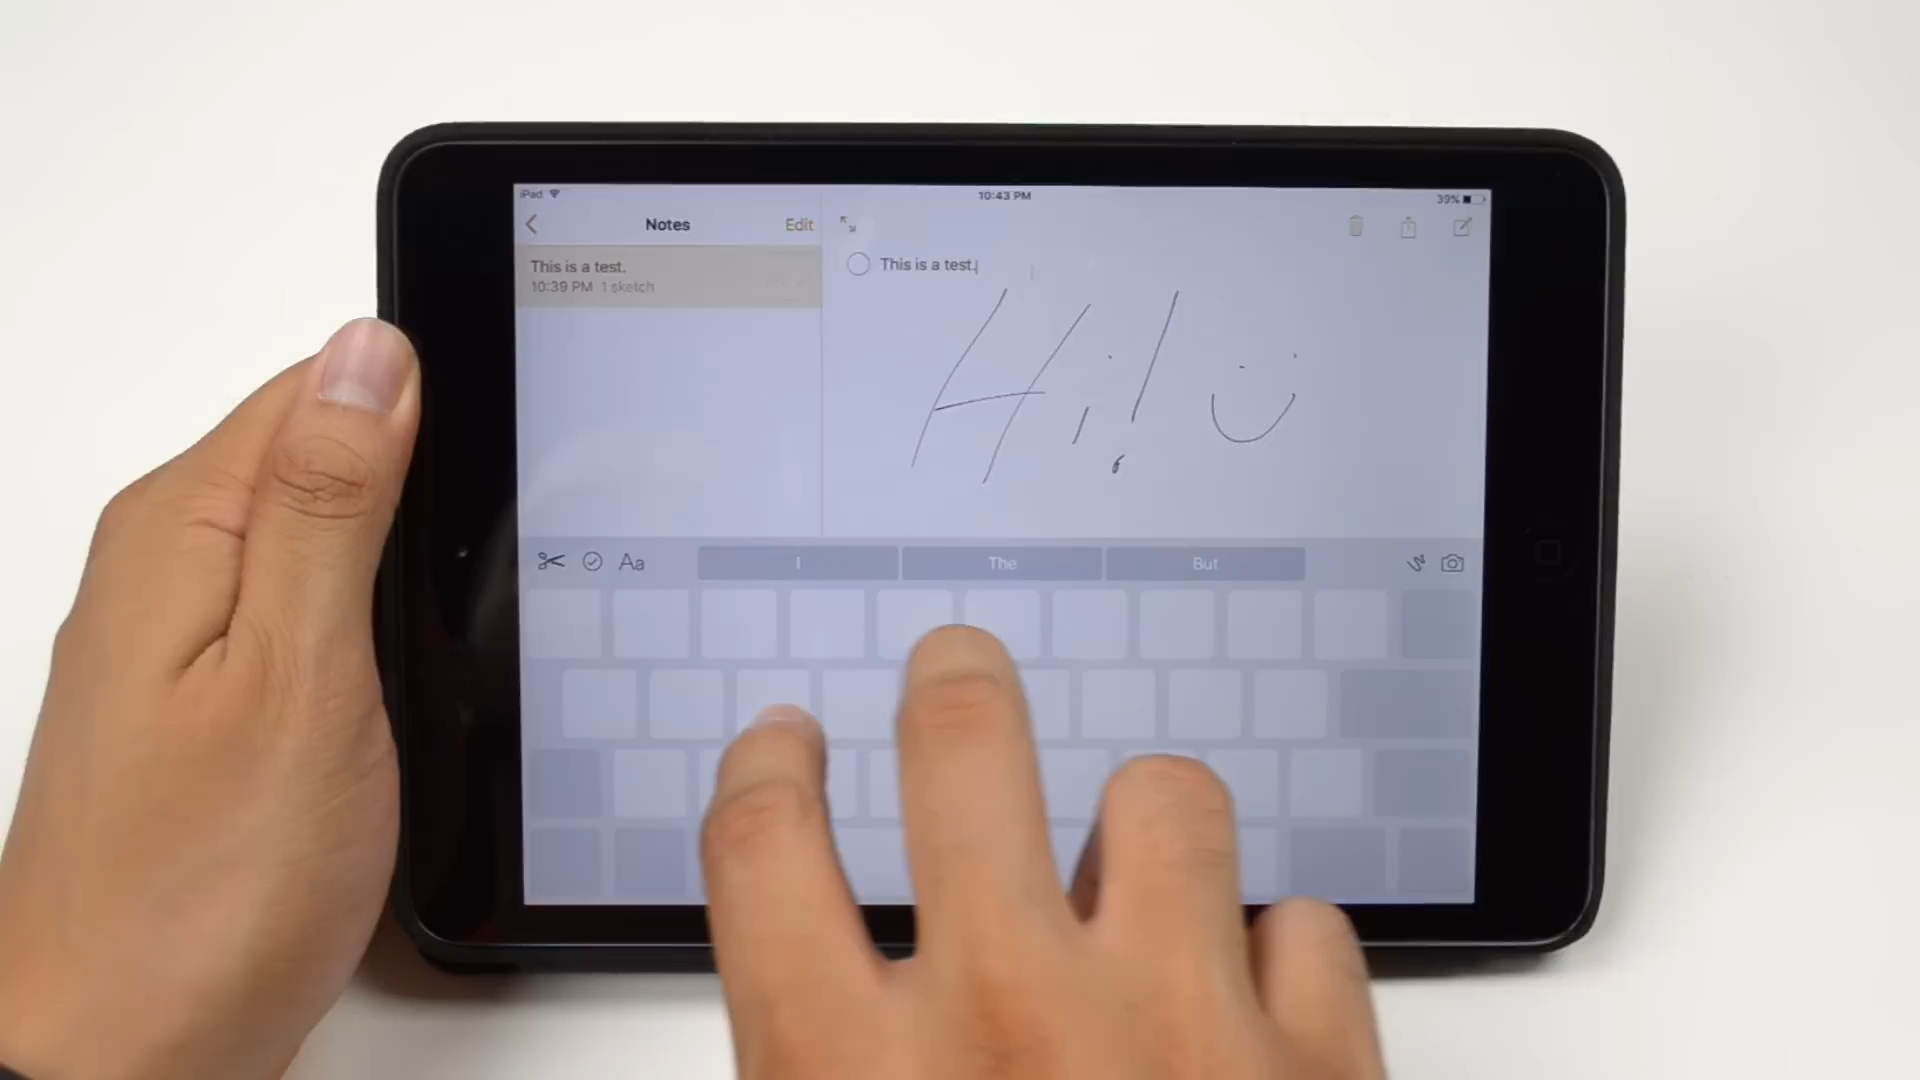 iPad
10:43 PM
39%
Notes
Edit
This is a test.
10:39 PM 1 sketch
This is a test.
Hi!
Aa
I
The
But